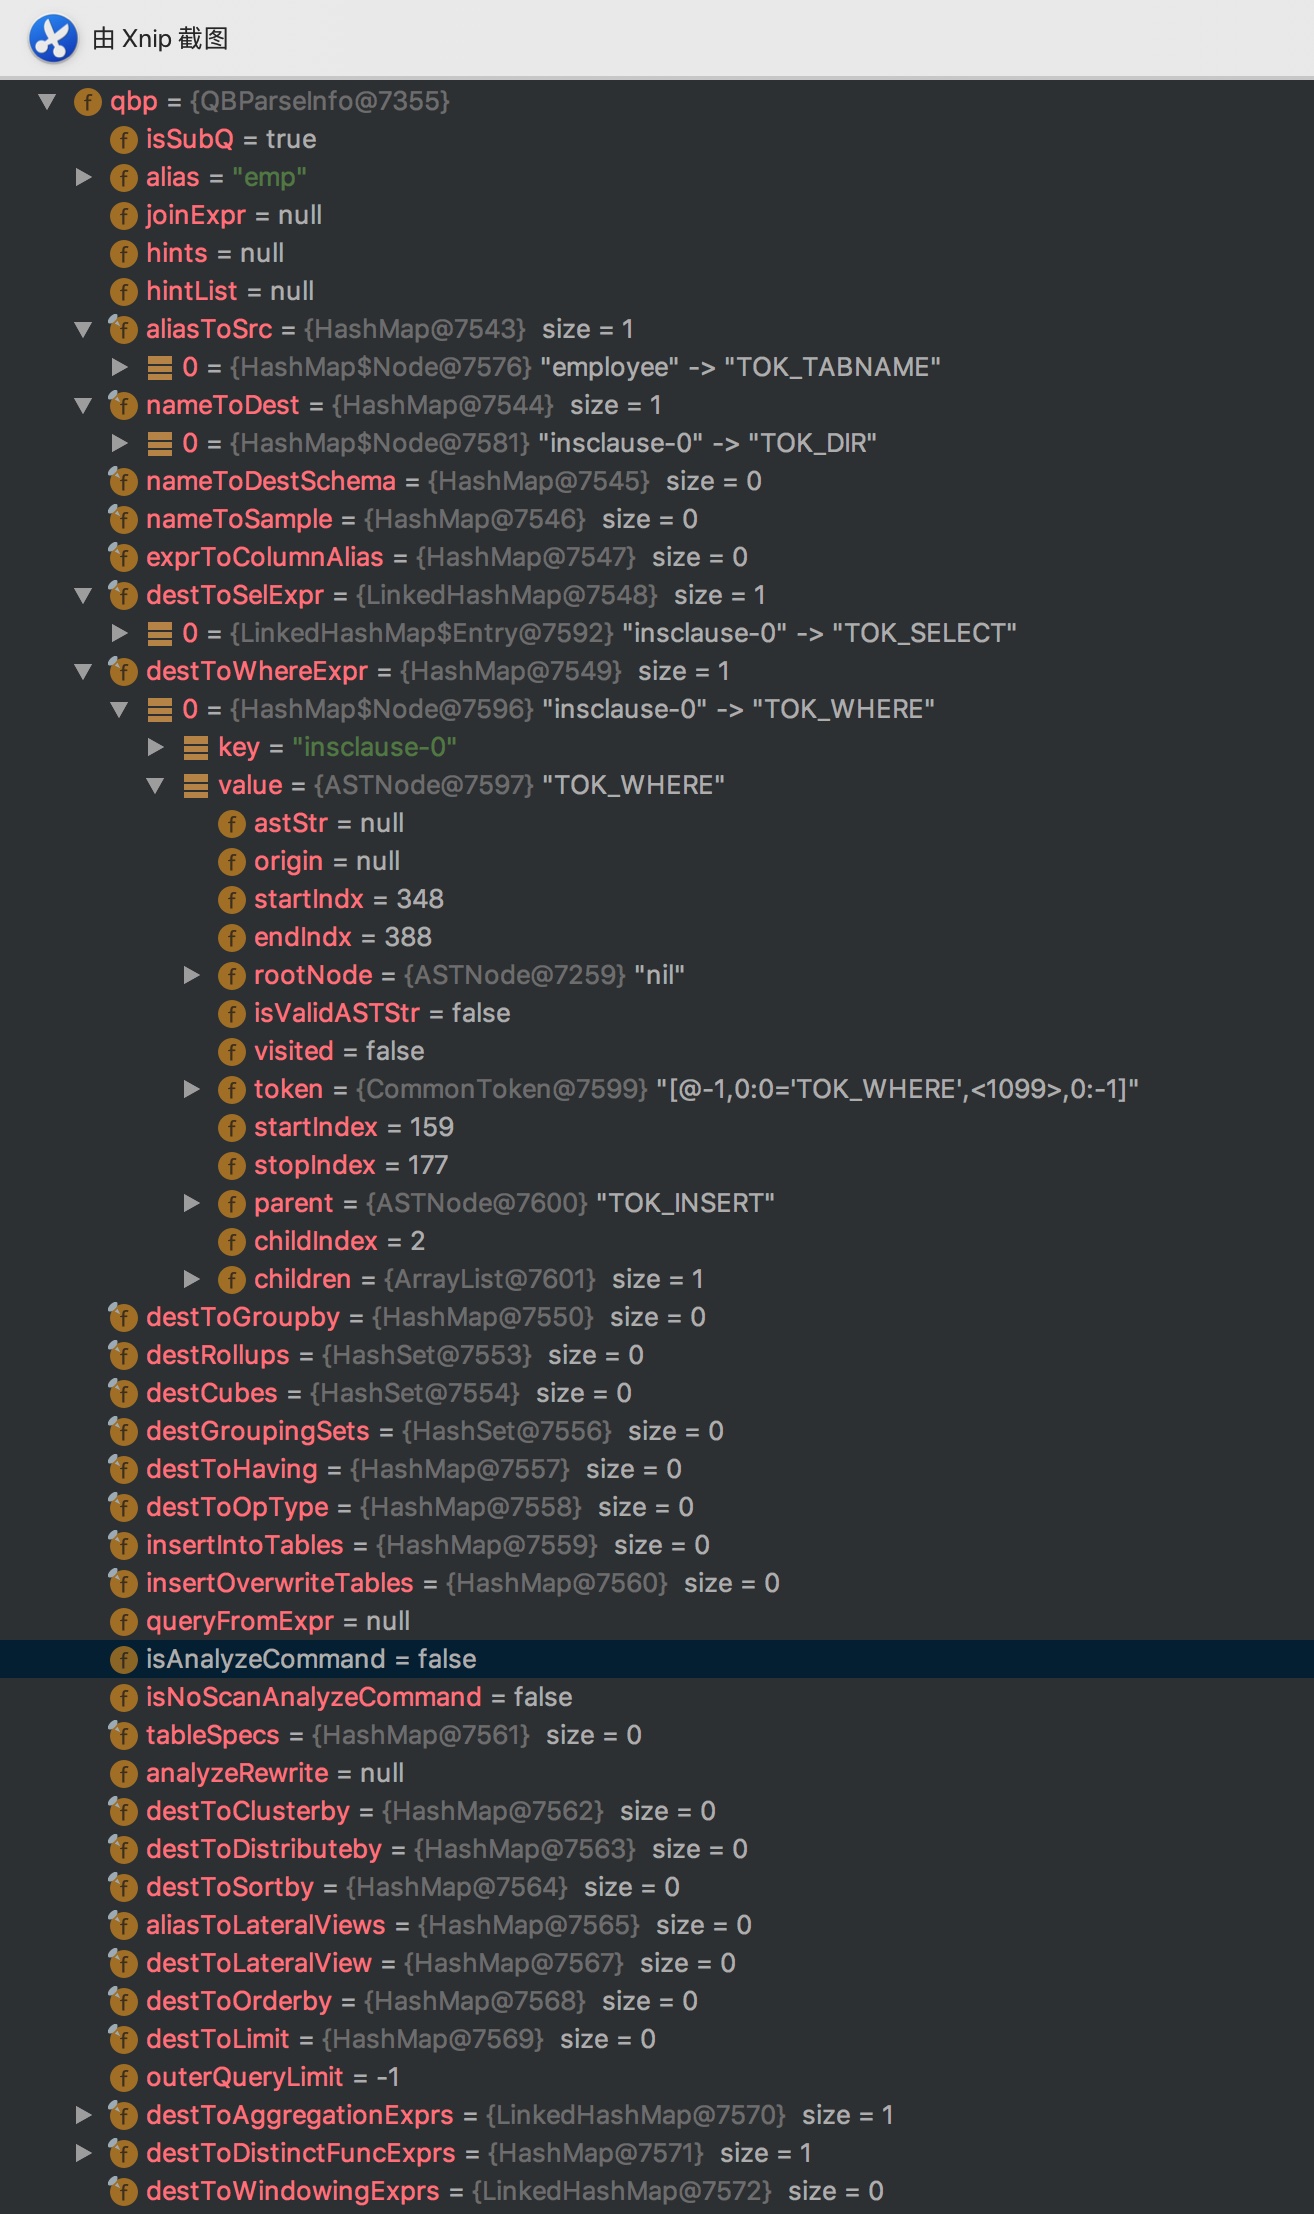 由 Xnip 截图
qbp = {QBParseInfo@7355}
isSubQ = true
alias = "emp"
joinExpr = null
hints = null
hintList = null
aliasToSrc = {HashMap@7543} size = 1
0 = {HashMap$Node@7576} "employee" -> "TOK_TABNAME"
nameToDest = {HashMap@7544} size = 1
0 = {HashMap$Node@7581} "insclause-0" -> "TOK_DIR"
nameToDestSchema = {HashMap@7545} size = 0
nameToSample = {HashMap@7546} size = 0
exprToColumnAlias = {HashMap@7547} size = 0
destToSelExpr = {LinkedHashMap@7548} size = 1
0 = {LinkedHashMap$Entry@7592} "insclause-0" -> "TOK_SELECT"
destToWhereExpr = {HashMap@7549} size = 1
0 = {HashMap$Node@7596} "insclause-0" -> "TOK_WHERE"
key = "insclause-0"
value = {ASTNode@7597} "TOK_WHERE"
astStr = null
origin = null
startIndx = 348
endIndx = 388
rootNode = {ASTNode@7259} "nil"
isValidASTStr = false
visited = false
token = {CommonToken@7599} "[@-1,0:0='TOK_WHERE',<1099>,0:-1]"
startIndex = 159
stopIndex = 177
parent = {ASTNode@7600} "TOK_INSERT"
childIndex = 2
children = {ArrayList@7601} size = 1
destToGroupby = {HashMap@7550} size = 0
destRollups = {HashSet@7553} size = 0
destCubes = {HashSet@7554} size = 0
destGroupingSets = {HashSet@7556} size = 0
destToHaving = {HashMap@7557} size = 0
destToOpType = {HashMap@7558} size = 0
insertIntoTables = {HashMap@7559} size = 0
insertOverwriteTables = {HashMap@7560} size = 0
queryFromExpr = null
isAnalyzeCommand = false
isNoScanAnalyzeCommand = false
tableSpecs = {HashMap@7561} size = 0
analyzeRewrite = null
destToClusterby = {HashMap@7562} size = 0
destToDistributeby = {HashMap@7563} size = 0
destToSortby = {HashMap@7564} size = 0
aliasToLateralViews = {HashMap@7565} size = 0
destToLateralView = {HashMap@7567} size = 0
destToOrderby = {HashMap@7568} size = 0
destToLimit = {HashMap@7569} size = 0
outerQueryLimit = -1
destToAggregationExprs = {LinkedHashMap@7570} size = 1
destToDistinctFuncExprs = {HashMap@7571} size = 1
destToWindowingExprs = {LinkedHashMap@7572} size = 0